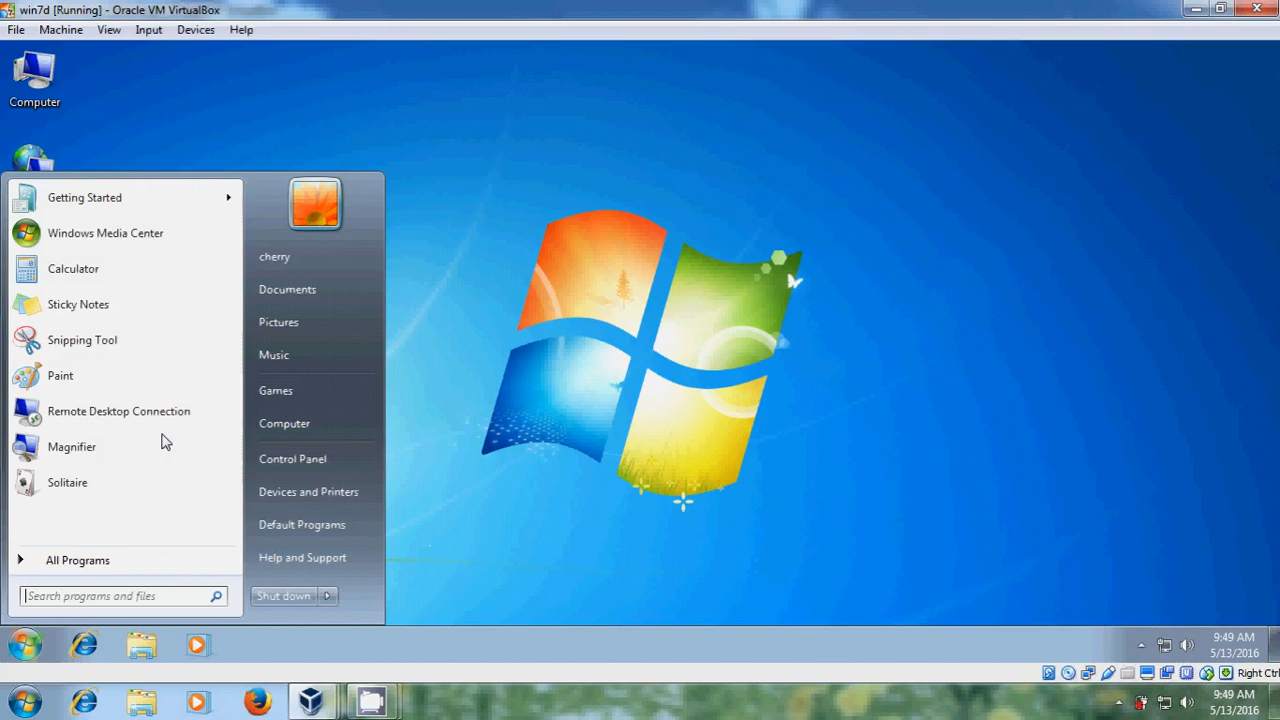 win7d [Running] - Oracle VM VirtualBox
File Machine View Input Devices Help
Computer
Getting Started
Windows Media Center
Calculator
Sticky Notes
Snipping Tool
Paint
Remote Desktop Connection
Magnifier
Solitaire
All Programs
Search programs and files
cherry
Documents
Pictures
Music
Games
Computer
Control Panel
Devices and Printers
Default Programs
Help and Support
Shut down
9:49 AM
5/13/2016
Right Ctrl
9:49 AM
5/13/2016